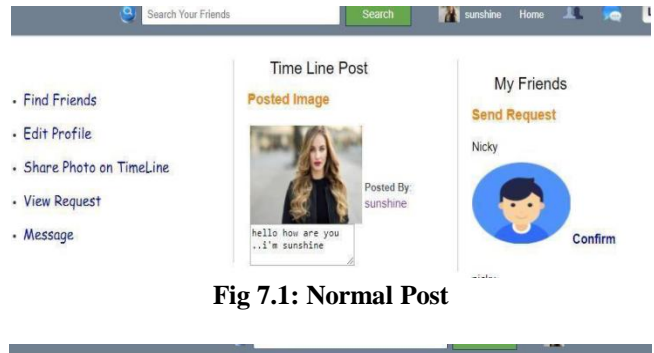 Search Your Friends Search sunshine Home
• Find Friends
• Edit Profile
• Share Photo on TimeLine
• View Request
• Message
Time Line Post
Posted Image
Posted By:
sunshine
hello how are you
..i'm sunshine
My Friends
Send Request
Nicky
Confirm
Fig 7.1: Normal Post